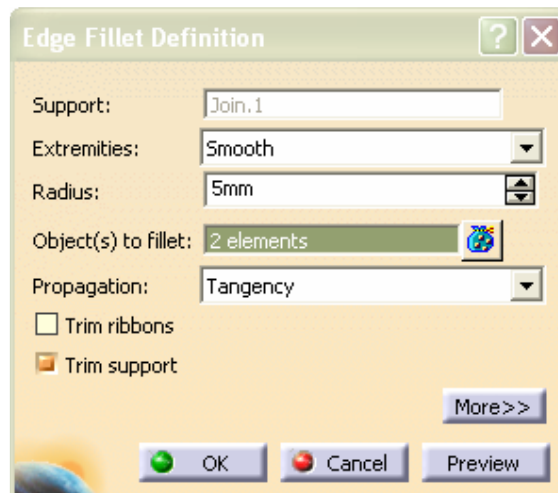 Edge Fillet Definition
Support: Join.1
Extremities: Smooth
Radius: 5mm
Object(s) to fillet: 2 elements
Propagation: Tangency
Trim ribbons
Trim support
More>>
OK Cancel Preview